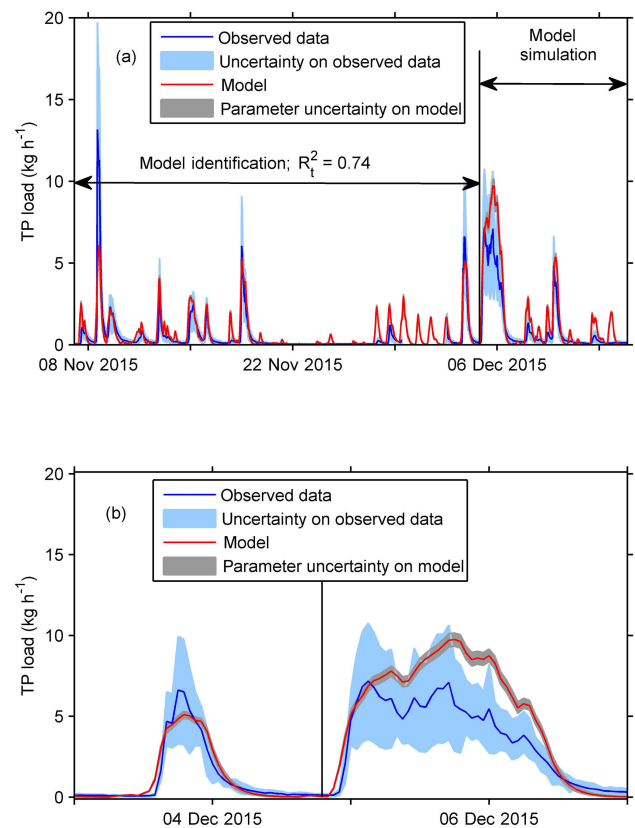 20
(a)
Observed data
Uncertainty on observed data
Model
Parameter uncertainty on model
Model
simulation
15
TP load (kg h⁻¹)
Model identification; R²ₜ = 0.74
10
5
0
08 Nov 2015
22 Nov 2015
06 Dec 2015
20
(b)
Observed data
Uncertainty on observed data
Model
Parameter uncertainty on model
15
TP load (kg h⁻¹)
10
5
0
04 Dec 2015
06 Dec 2015